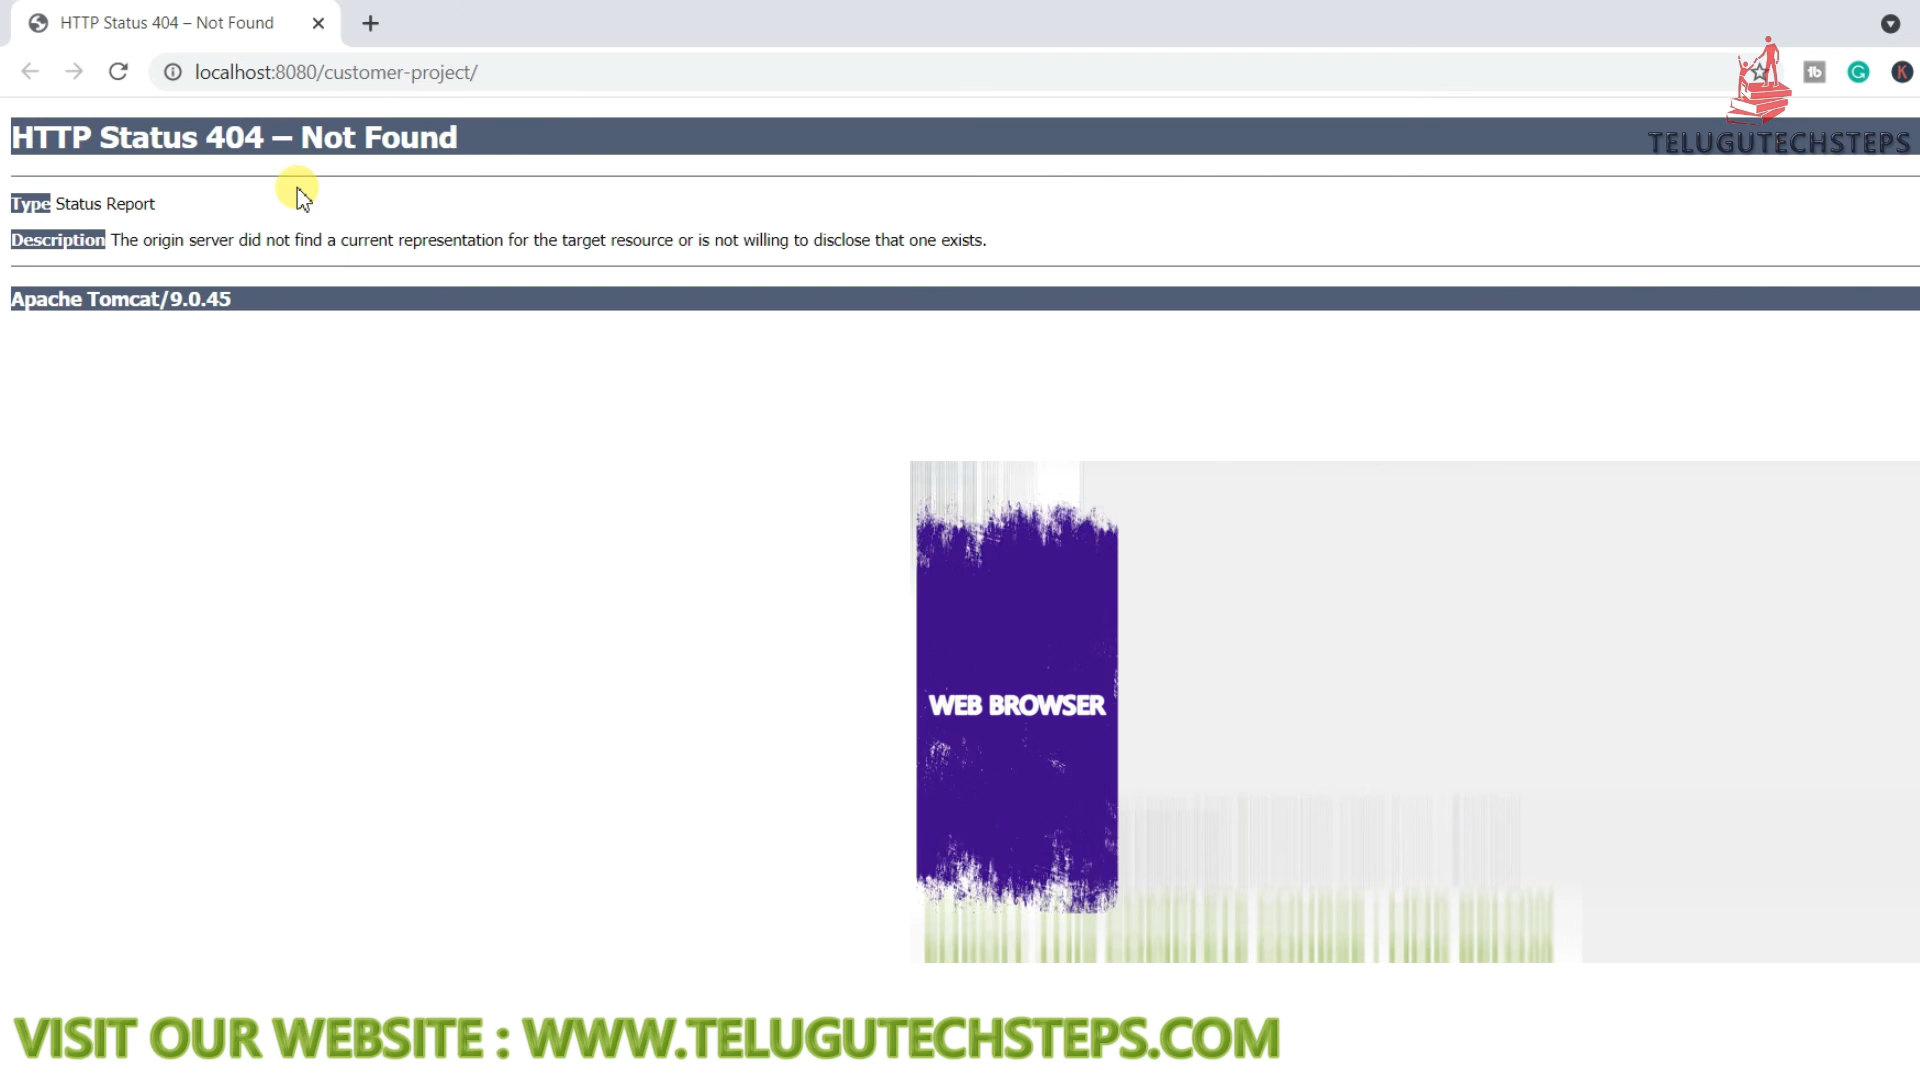 HTTP Status 404 – Not Found
localhost:8080/customer-project/
TELUGUTECHSTEPS
HTTP Status 404 – Not Found
Type Status Report
Description The origin server did not find a current representation for the target resource or is not willing to disclose that one exists.
Apache Tomcat/9.0.45
WEB BROWSER
VISIT OUR WEBSITE : WWW.TELUGUTECHSTEPS.COM